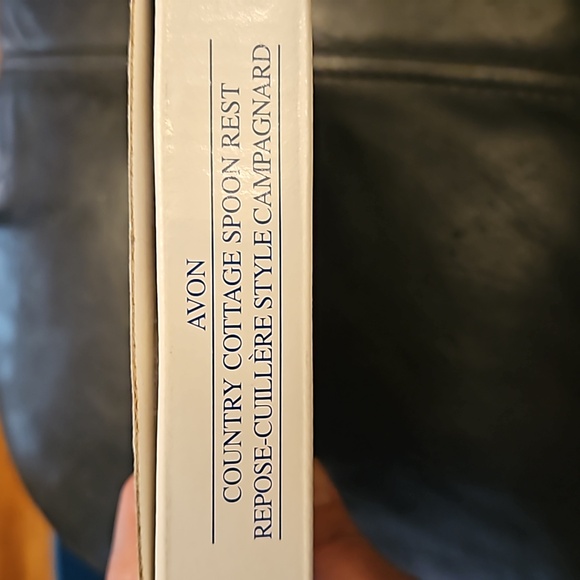 AVON
COUNTRY COTTAGE SPOON REST
REPOSE-CUILLÈRE STYLE CAMPAGNARD